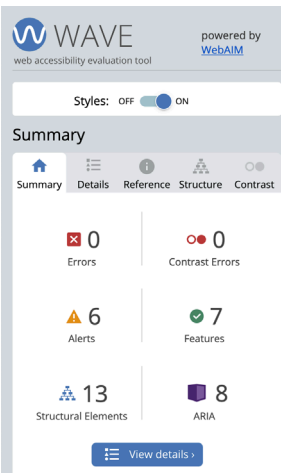 WAVE
web accessibility evaluation tool
powered by
WebAIM
Styles: OFF ON
Summary
Summary Details Reference Structure Contrast
0 0
Errors Contrast Errors
6 7
Alerts Features
13 8
Structural Elements ARIA
View details ›